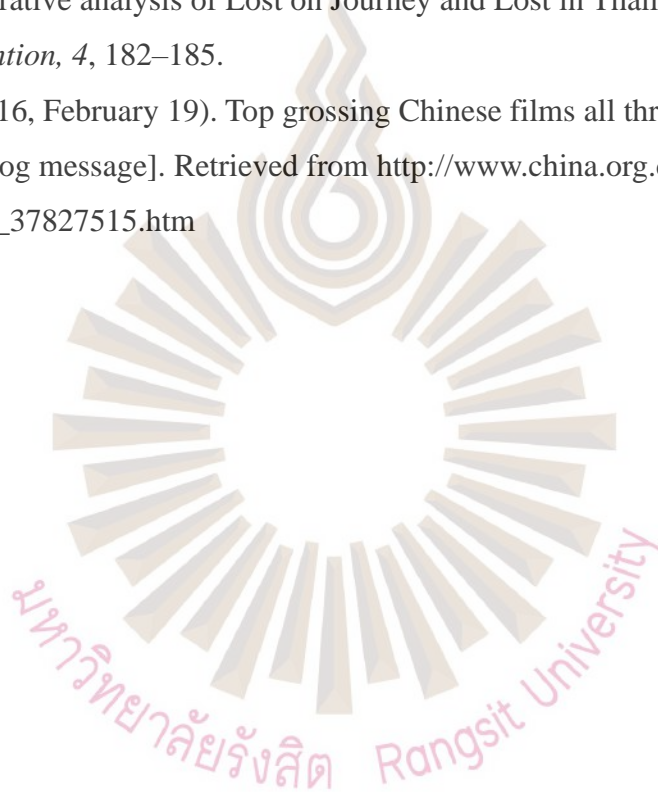 rative analysis of Lost on Journey and Lost in Thail
ntion, 4, 182–185.
16, February 19). Top grossing Chinese films all thr
og message]. Retrieved from http://www.china.org.c
_37827515.htm
มหาวิทยาลัยรังสิต Rangsit University